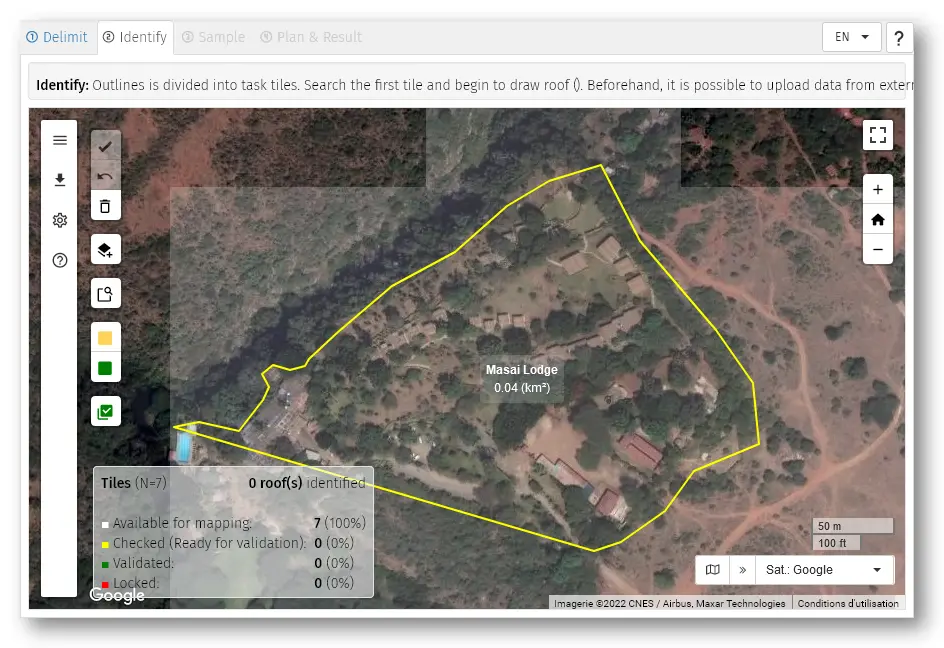 ① Delimit ② Identify ③ Sample ④ Plan & Result EN ?
Identify: Outlines is divided into task tiles. Search the first tile and begin to draw roof (). Beforehand, it is possible to upload data from extern
Masai Lodge
0.04 (km²)
Tiles (N=7) 0 roof(s) identified
Available for mapping: 7 (100%)
Checked (Ready for validation): 0 (0%)
Validated: 0 (0%)
Locked: 0 (0%)
Google
50 m
100 ft
Sat.: Google
Imagerie ©2022 CNES / Airbus, Maxar Technologies Conditions d'utilisation